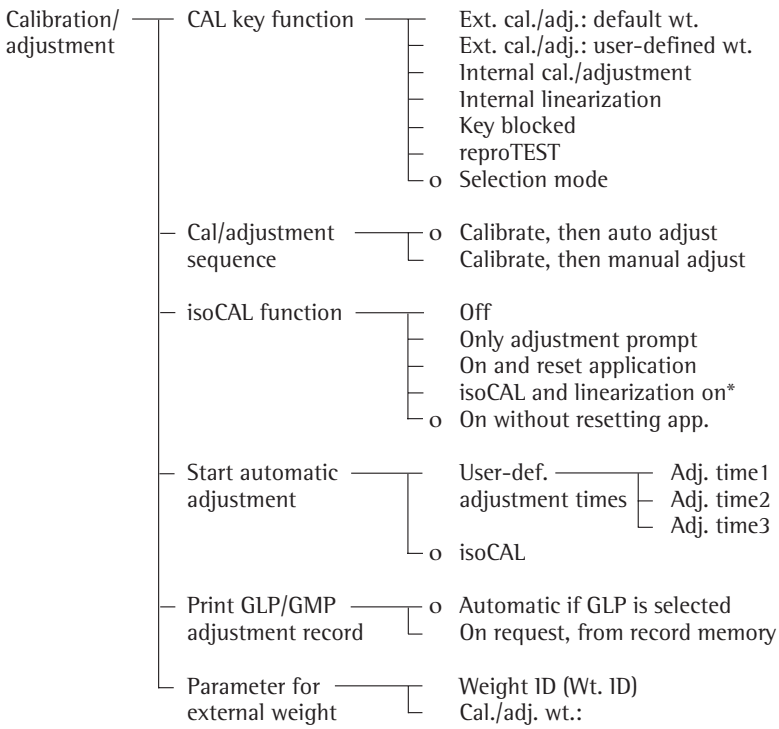 Calibration/ CAL key function Ext. cal./adj.: default wt.
adjustment Ext. cal./adj.: user-defined wt.
Internal cal./adjustment
Internal linearization
Key blocked
reproTEST
o Selection mode
Cal/adjustment o Calibrate, then auto adjust
sequence Calibrate, then manual adjust
isoCAL function Off
Only adjustment prompt
On and reset application
isoCAL and linearization on*
o On without resetting app.
Start automatic User-def. Adj. time1
adjustment adjustment times Adj. time2
Adj. time3
o isoCAL
Print GLP/GMP o Automatic if GLP is selected
adjustment record On request, from record memory
Parameter for Weight ID (Wt. ID)
external weight Cal./adj. wt.: